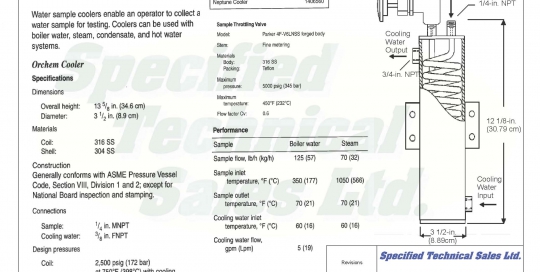 Neptune Cooler 1406560
Water sample coolers enable an operator to collect a
water sample for testing. Coolers can be used with
boiler water, steam, condensate, and hot water
systems.
Orchem Cooler
Specifications
Dimensions
Overall height: 13 5/8 in. (34.6 cm)
Diameter: 3 1/2 in. (8.9 cm)
Materials
Coil: 316 SS
Shell: 304 SS
Construction
Generally conforms with ASME Pressure Vessel
Code, Section VIII, Division 1 and 2; except for
National Board inspection and stamping.
Connections
Sample: 1/4 in. MNPT
Cooling water: 3/8 in. FNPT
Design pressures
Coil: 2,500 psig (172 bar)
at 750°F (398°C) with cooling
Sample Throttling Valve
Model: Parker 4F-V6LNSS forged body
Stem: Fine metering
Materials
Body: 316 SS
Packing: Teflon
Maximum
pressure: 5000 psig (345 bar)
Maximum
temperature: 450°F (232°C)
Flow factor Cv: 0.6
Performance
Sample Boiler water Steam
Sample flow, lb/h (kg/h) 125 (57) 70 (32)
Sample inlet
temperature, °F (°C) 350 (177) 1050 (566)
Sample outlet
temperature, °F (°C) 70 (21) 70 (21)
Cooling water inlet
temperature, °F (°C) 60 (16) 60 (16)
Cooling water flow,
gpm (Lpm) 5 (19)
1/4-in. NPT
Cooling
Water
Output
3/4-in. NPT
12 1/8-in.
(30.79 cm)
Cooling
Water
Input
3 1/2-in.
(8.89cm)
Revisions
Specified Technical Sales Ltd.
Specified
Technical
Sales Ltd.